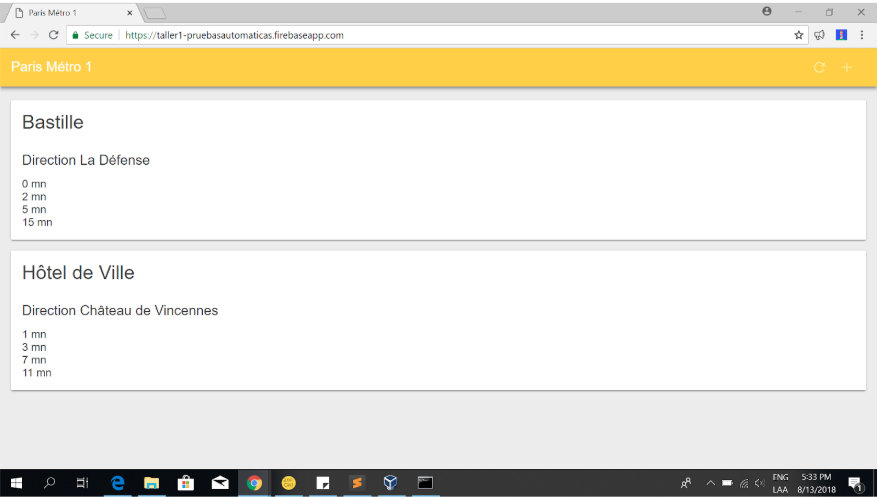 Paris Métro 1
Secure
https://taller1-pruebasautomaticas.firebaseapp.com
Paris Métro 1
Bastille
Direction La Défense
0 mn
2 mn
5 mn
15 mn
Hôtel de Ville
Direction Château de Vincennes
1 mn
3 mn
7 mn
11 mn
ENG
5:33 PM
LAA
8/13/2018
1